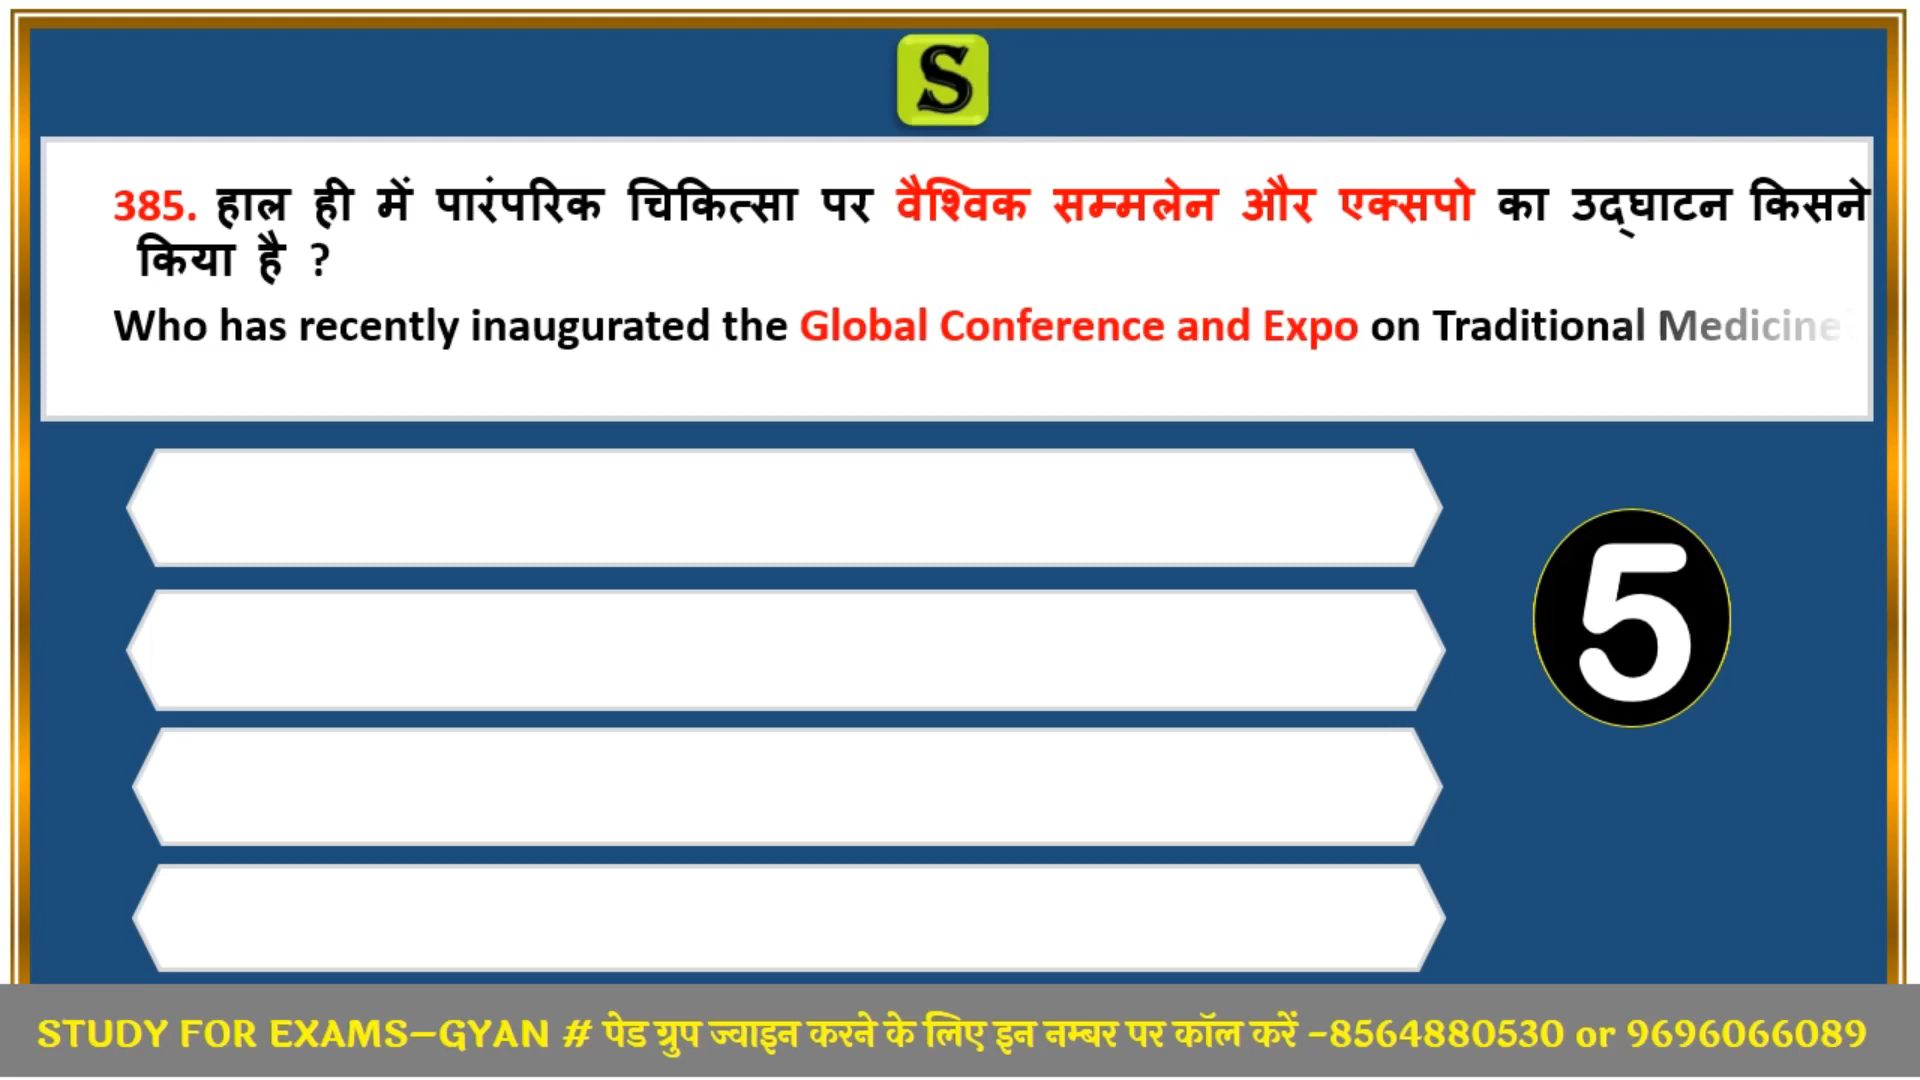 S
385. हाल ही में पारंपरिक चिकित्सा पर वैश्विक सम्मलेन और एक्सपो का उद्घाटन किसने
किया है ?
Who has recently inaugurated the Global Conference and Expo on Traditional Medicine
5
STUDY FOR EXAMS–GYAN # पेड ग्रुप ज्वाइन करने के लिए इन नम्बर पर कॉल करें -8564880530 or 9696066089